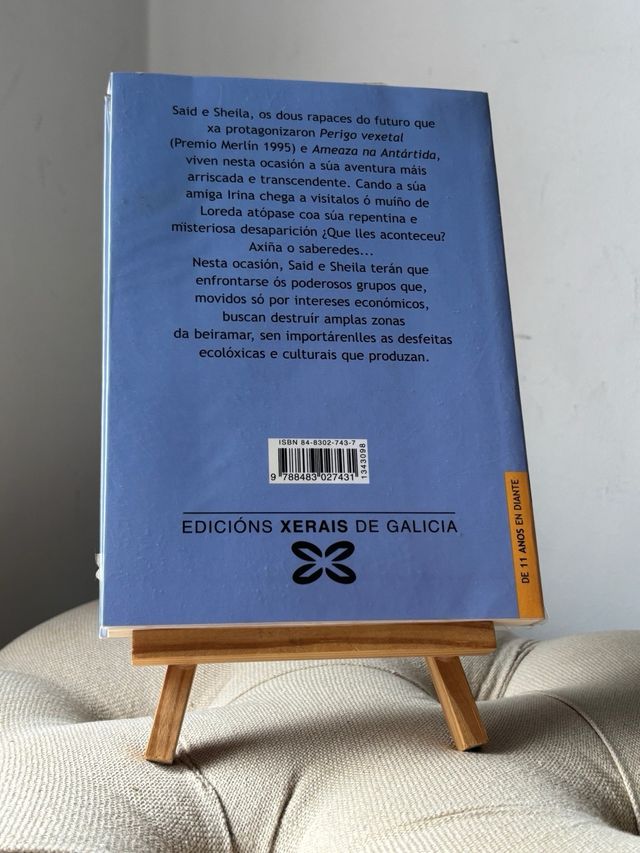 Said e Sheila, os dous rapaces do futuro que
xa protagonizaron Perigo vexetal
(Premio Merlín 1995) e Ameaza na Antártida,
viven nesta ocasión a súa aventura máis
arriscada e transcendente. Cando a súa
amiga Irina chega a visitalos ó muíño de
Loreda atópase coa súa repentina e
misteriosa desaparición ¿Que lles aconteceu?
Axiña o saberedes...
Nesta ocasión, Said e Sheila terán que
enfrontarse ós poderosos grupos que,
movidos só por intereses económicos,
buscan destruír amplas zonas
da beiramar, sen importárenlles as desfeitas
ecolóxicas e culturais que produzan.
ISBN 84-8302-743-7
9 788483 027431
1343098
EDICIÓNS XERAIS DE GALICIA
DE 11 ANOS EN DIANTE